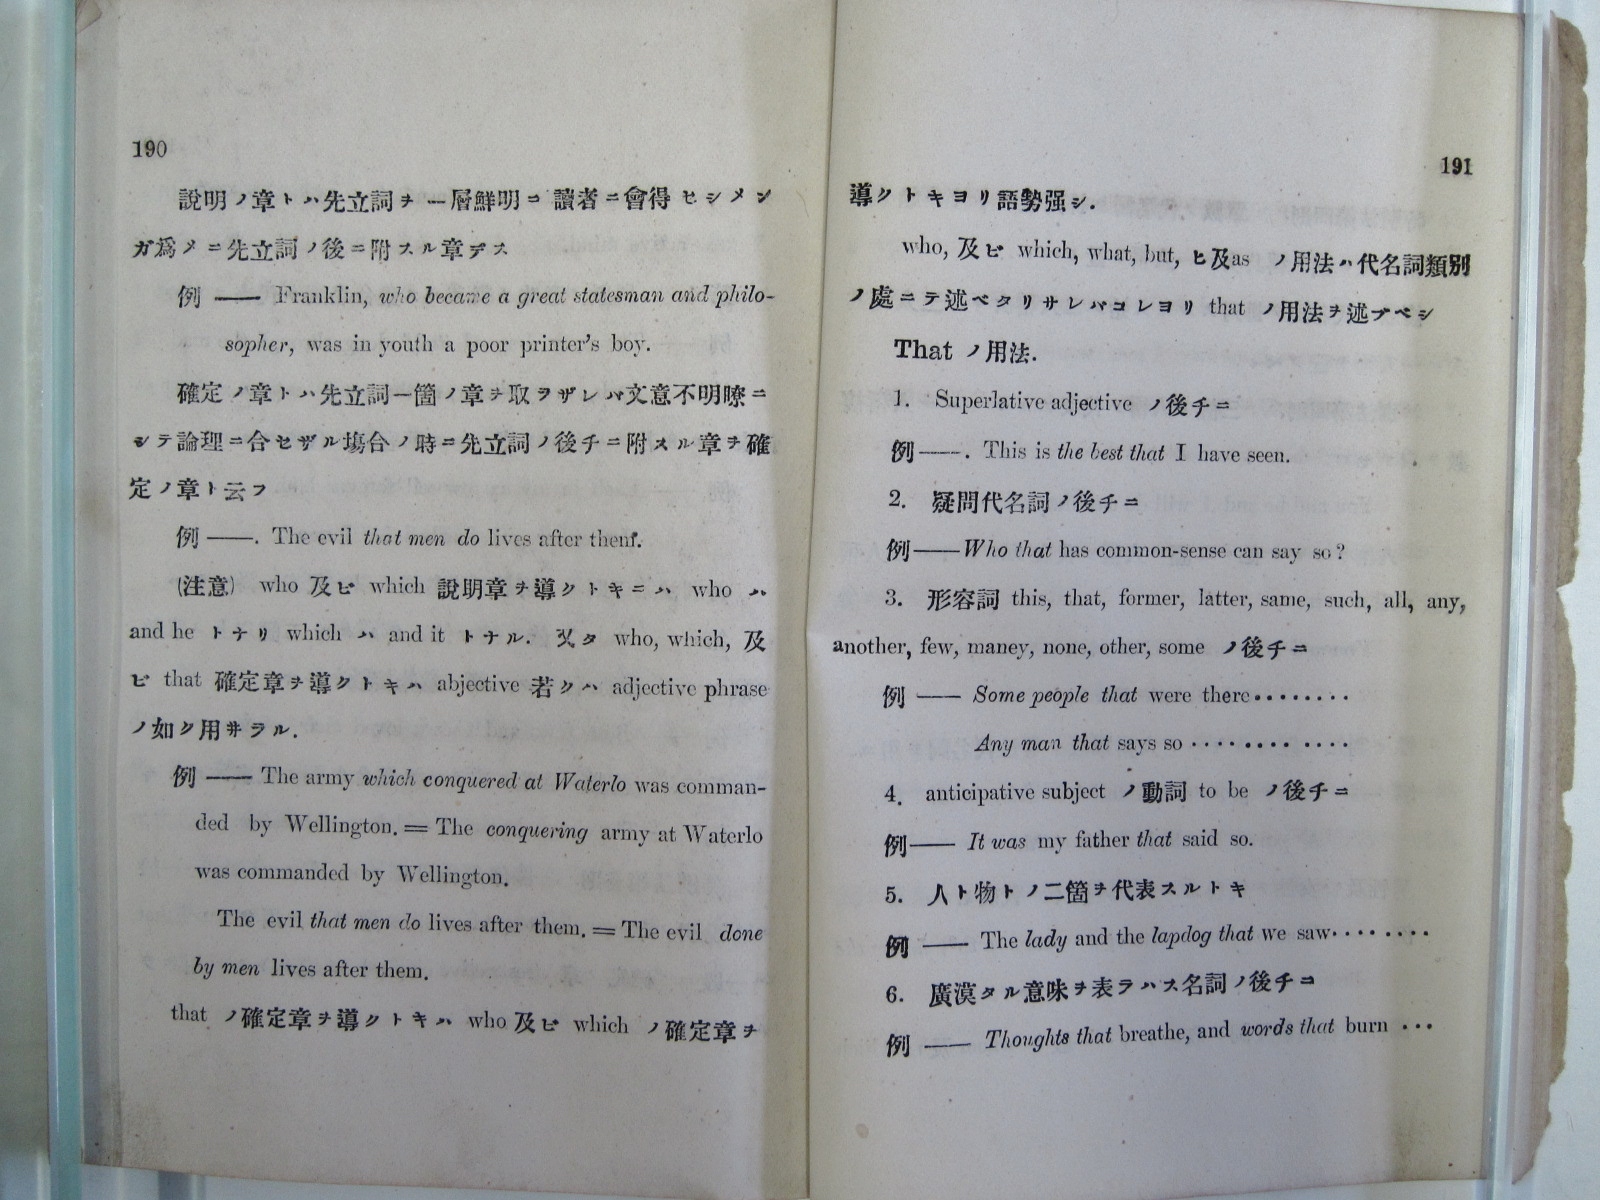 190
說明ノ章トハ先立詞ヲ一層鮮明ニ讀者ニ會得セシメン
ガ爲メニ先立詞ノ後ニ附スル章デス
例 —— Franklin, who became a great statesman and philo-
sopher, was in youth a poor printer's boy.
確定ノ章トハ先立詞一箇ノ章ヲ取ラザレバ文意不明瞭ニ
シテ論理ニ合セザル塲合ノ時ニ先立詞ノ後チニ附スル章ヲ確
定ノ章ト云フ
例 ——. The evil that men do lives after them.
(注意) who 及ビ which 說明章ヲ導クトキニハ who ハ
and he トナリ which ハ and it トナル. 又タ who, which, 及
ビ that 確定章ヲ導クトキハ abjective 若クハ adjective phrase
ノ如ク用井ラル.
例 —— The army which conquered at Waterlo was comman-
ded by Wellington. = The conquering army at Waterlo
was commanded by Wellington.
The evil that men do lives after them. = The evil done
by men lives after them.
that ノ確定章ヲ導クトキハ who 及ビ which ノ確定章ヲ
191
導クトキヨリ語勢强シ.
who, 及ビ which, what, but, ヒ及as ノ用法ハ代名詞類別
ノ處ニテ述ベタリサレバコレヨリ that ノ用法ヲ述ブベシ
That ノ用法.
1. Superlative adjective ノ後チニ
例——. This is the best that I have seen.
2. 疑問代名詞ノ後チニ
例——Who that has common-sense can say so?
3. 形容詞 this, that, former, latter, same, such, all, any,
another, few, maney, none, other, some ノ後チニ
例 —— Some people that were there........
Any man that says so ............
4. anticipative subject ノ動詞 to be ノ後チニ
例—— It was my father that said so.
5. 人ト物トノ二箇ヲ代表スルトキ
例 —— The lady and the lapdog that we saw........
6. 廣漠タル意味ヲ表ラハス名詞ノ後チニ
例 —— Thoughts that breathe, and words that burn ...